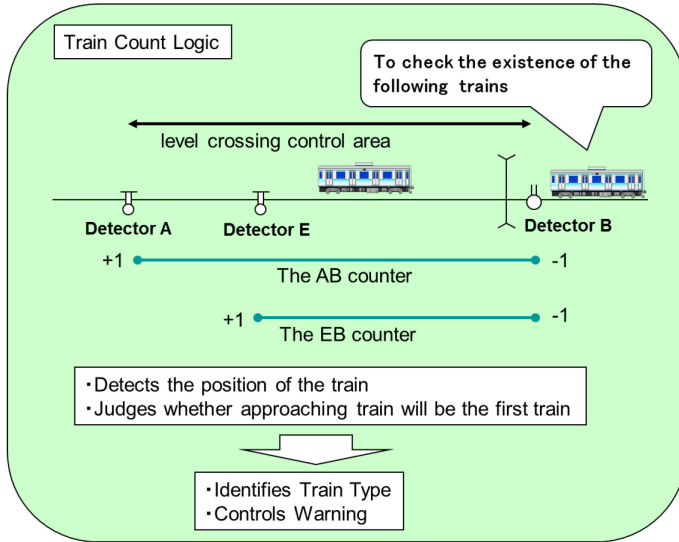 Train Count Logic
To check the existence of the
following trains
level crossing control area
Detector A
Detector E
Detector B
+1
The AB counter
-1
+1
The EB counter
-1
・Detects the position of the train
・Judges whether approaching train will be the first train
・Identifies Train Type
・Controls Warning